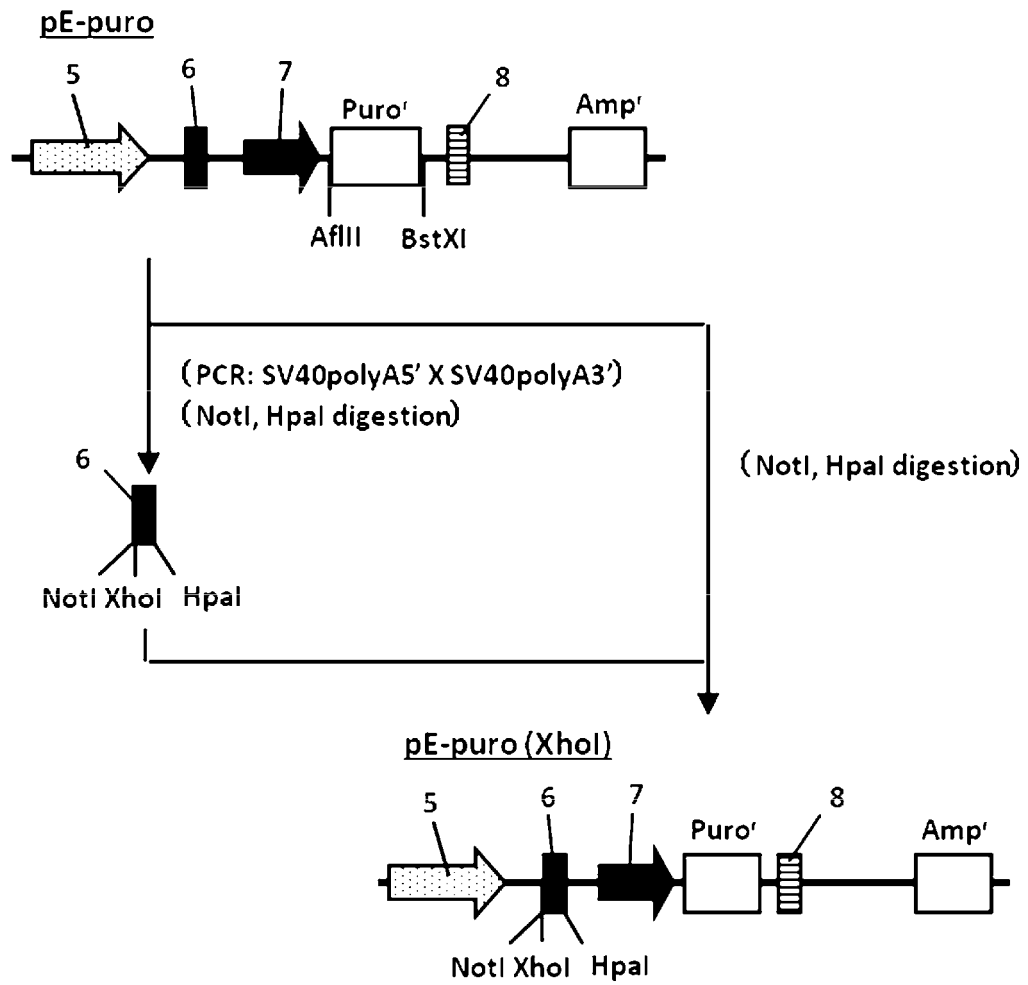 pE-puro
5 6 7 Puroʳ 8 Ampʳ
AflII BstXI
(PCR: SV40polyA5' X SV40polyA3')
(NotI, HpaI digestion)
(NotI, HpaI digestion)
6
NotI XhoI HpaI
pE-puro (XhoI)
5 6 7 Puroʳ 8 Ampʳ
NotI XhoI HpaI